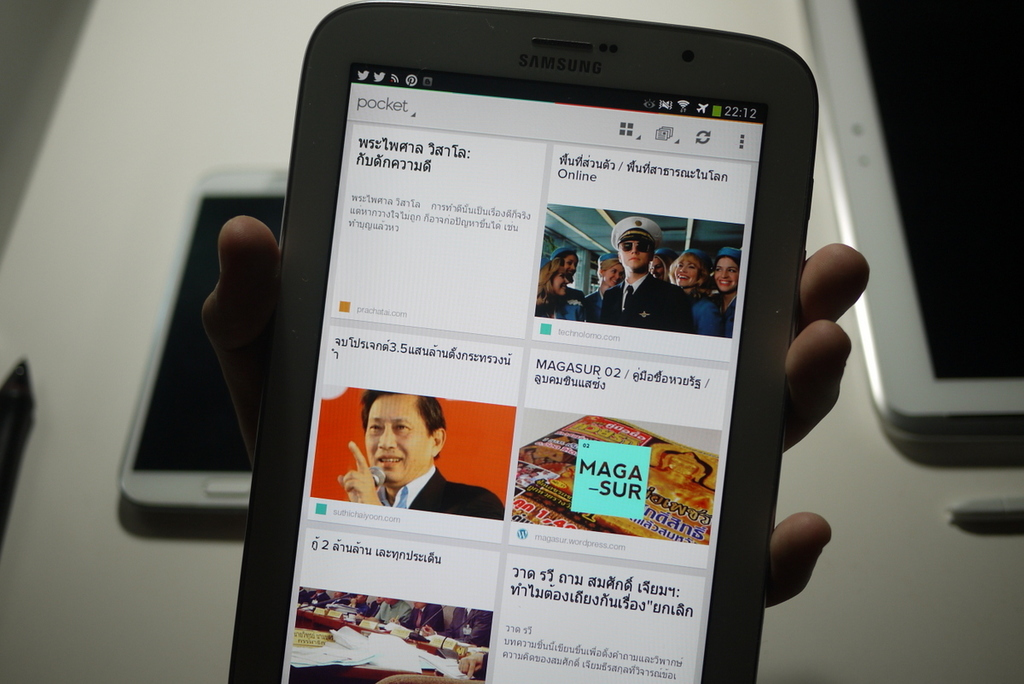 SAMSUNG
22:12
pocket
พระไพศาล วิสาโล:
กับดักความดี
พระไพศาล วิสาโล การทำดีนั้นเป็นเรื่องดีก็จริง
แต่หากวางใจไม่ถูก ก็อาจก่อปัญหาขึ้นได้ เช่น
ทำบุญแล้วหว
prachatai.com
พื้นที่ส่วนตัว / พื้นที่สาธารณะในโลก
Online
technolomo.com
จบโปรเจกต์3.5แสนล้านตั้งกระทรวงน้
ำ
suthichaiyoon.com
MAGASUR 02 / คู่มือซื้อหวยรัฐ /
ลูบคมซินแสซ้ง
02
MAGA
-SUR
magasur.wordpress.com
กู้ 2 ล้านล้าน เละทุกประเด็น
วาด รวี ถาม สมศักดิ์ เจียมฯ:
ทำไมต้องเถียงกันเรื่อง"ยกเลิก
วาด รวี
บทความชิ้นนี้เขียนขึ้นเพื่อตั้งคำถามและวิพากษ์
ความคิดของสมศักดิ์ เจียมธีรสกุลที่วิจารณ์ข้อเ